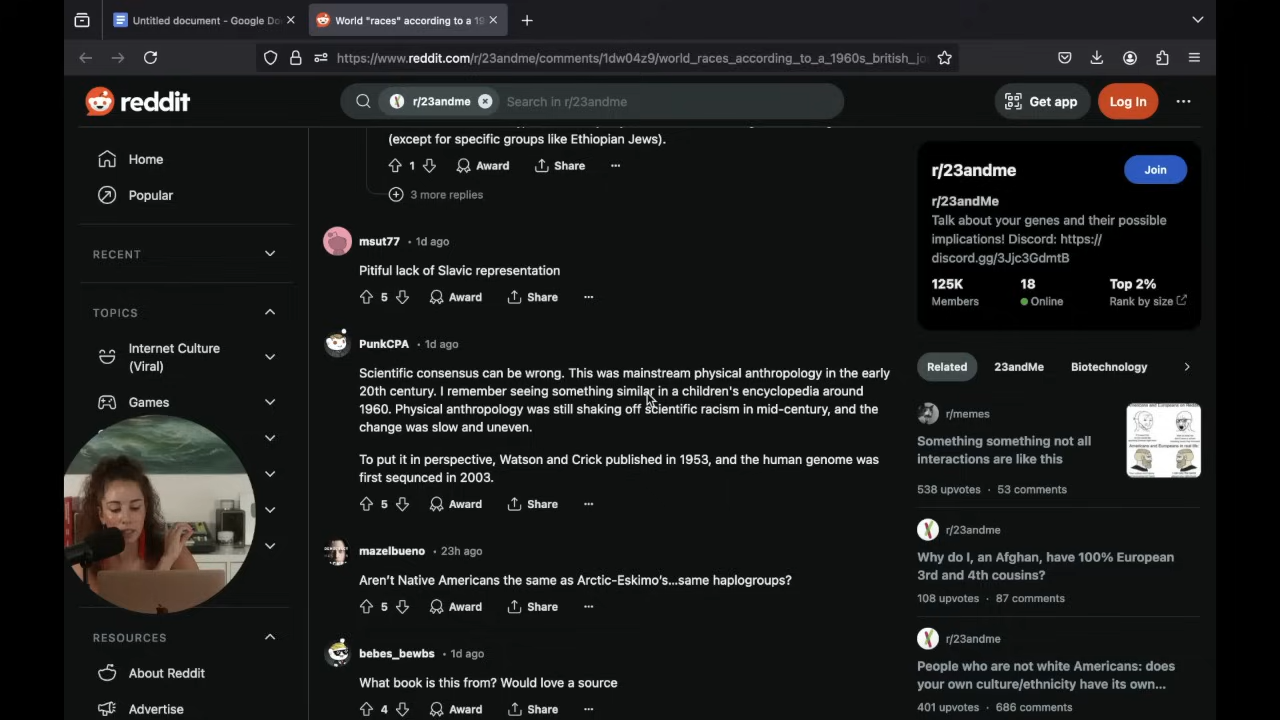 Untitled document - Google Do
World "races" according to a 19
https://www.reddit.com/r/23andme/comments/1dw04z9/world_races_according_to_a_1960s_british_jo
reddit
r/23andme
Search in r/23andme
Get app
Log In
Home
Popular
RECENT
TOPICS
Internet Culture
(Viral)
Games
RESOURCES
About Reddit
Advertise
(except for specific groups like Ethiopian Jews).
1
Award
Share
3 more replies
msut77 • 1d ago
Pitiful lack of Slavic representation
5
Award
Share
PunkCPA • 1d ago
Scientific consensus can be wrong. This was mainstream physical anthropology in the early
20th century. I remember seeing something similar in a children's encyclopedia around
1960. Physical anthropology was still shaking off scientific racism in mid-century, and the
change was slow and uneven.
To put it in perspective, Watson and Crick published in 1953, and the human genome was
first sequnced in 2003.
5
Award
Share
mazelbueno • 23h ago
Aren't Native Americans the same as Arctic-Eskimo's...same haplogroups?
5
Award
Share
bebes_bewbs • 1d ago
What book is this from? Would love a source
4
Award
Share
r/23andme
Join
r/23andMe
Talk about your genes and their possible
implications! Discord: https://
discord.gg/3Jjc3GdmtB
125K
18
Top 2%
Members
Online
Rank by size
Related
23andMe
Biotechnology
r/memes
Something something not all
interactions are like this
538 upvotes · 53 comments
r/23andme
Why do I, an Afghan, have 100% European
3rd and 4th cousins?
108 upvotes · 87 comments
r/23andme
People who are not white Americans: does
your own culture/ethnicity have its own...
401 upvotes · 686 comments